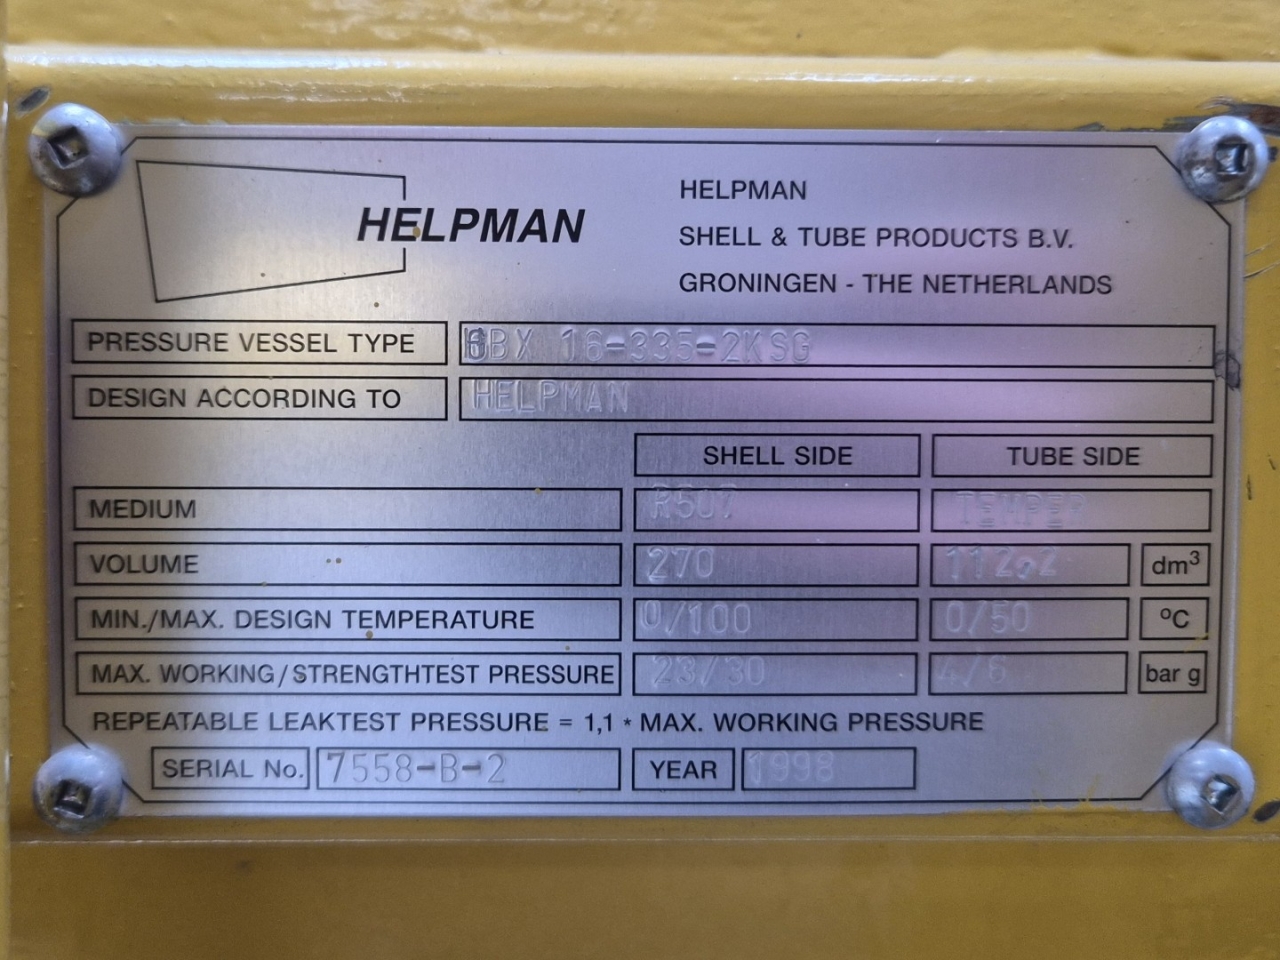 HELPMAN
HELPMAN
SHELL & TUBE PRODUCTS B.V.
GRONINGEN - THE NETHERLANDS
PRESSURE VESSEL TYPE BX 16-335-2KSG
DESIGN ACCORDING TO HELPMAN
SHELL SIDE TUBE SIDE
MEDIUM R507 TEMPER
VOLUME 270 112,2 dm³
MIN./MAX. DESIGN TEMPERATURE 0/100 0/50 °C
MAX. WORKING/STRENGTHTEST PRESSURE 23/30 4/6 bar g
REPEATABLE LEAKTEST PRESSURE = 1,1 * MAX. WORKING PRESSURE
SERIAL No. 7558-B-2 YEAR 1998